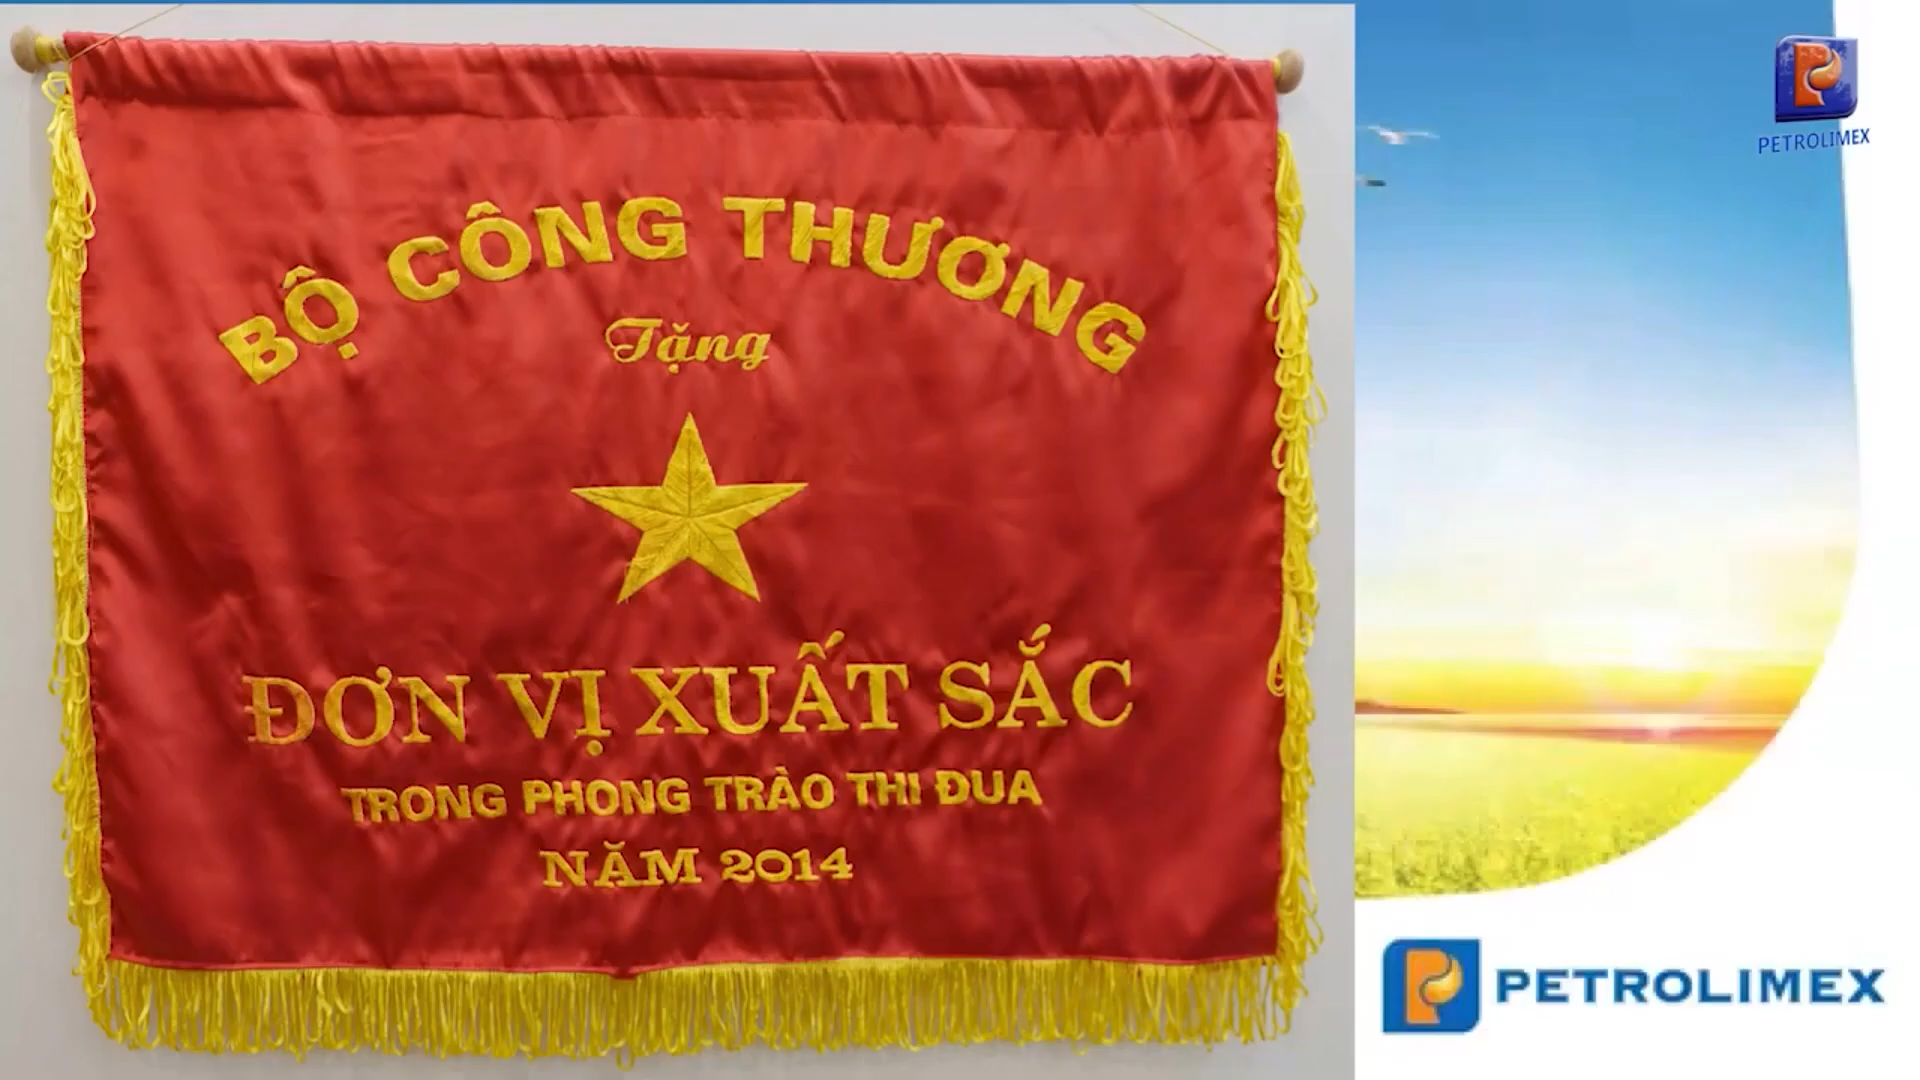 BỘ CÔNG THƯƠNG
Tặng
ĐƠN VỊ XUẤT SẮC
TRONG PHONG TRÀO THI ĐUA
NĂM 2014
PETROLIMEX
PETROLIMEX